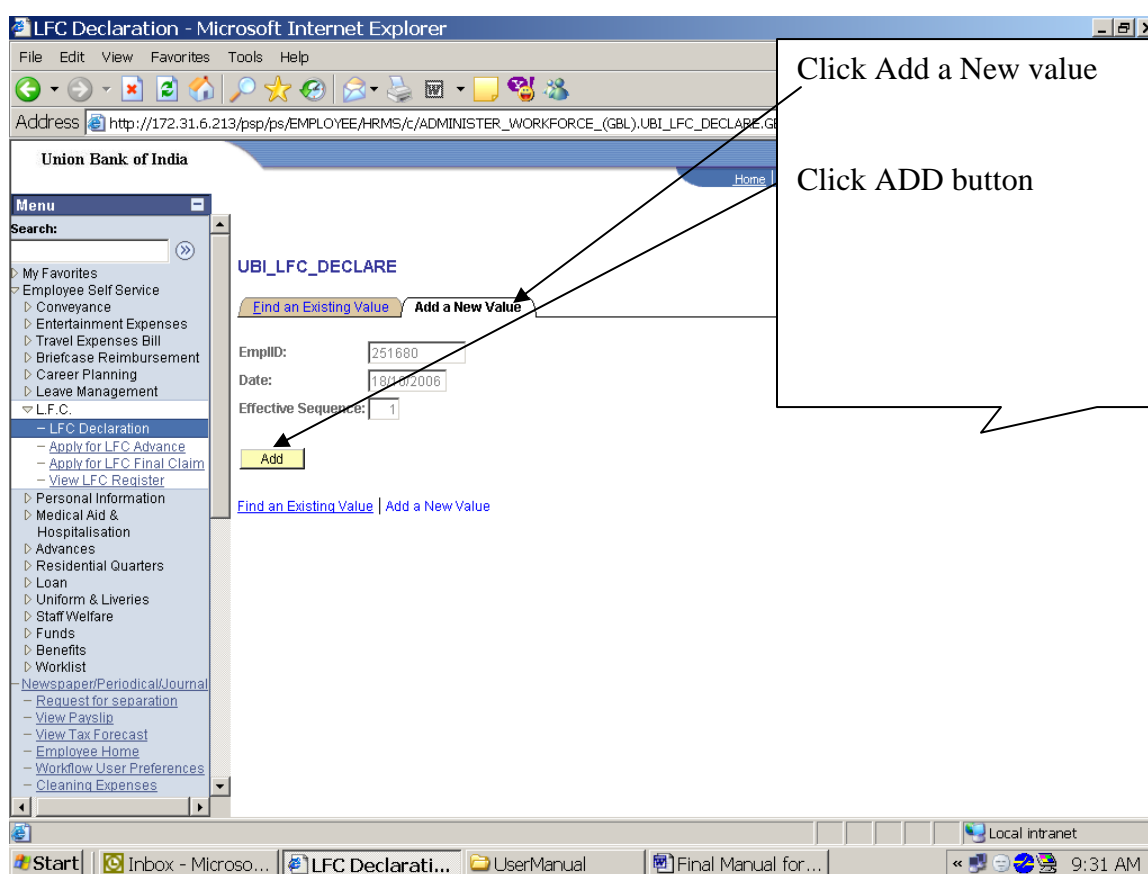 LFC Declaration - Microsoft Internet Explorer
File Edit View Favorites Tools Help
Address http://172.31.6.213/psp/ps/EMPLOYEE/HRMS/c/ADMINISTER_WORKFORCE_(GBL).UBI_LFC_DECLARE.GB
Click Add a New value
Click ADD button
Union Bank of India
Home
Menu
Search:
My Favorites
Employee Self Service
Conveyance
Entertainment Expenses
Travel Expenses Bill
Briefcase Reimbursement
Career Planning
Leave Management
L.F.C.
– LFC Declaration
– Apply for LFC Advance
– Apply for LFC Final Claim
– View LFC Register
Personal Information
Medical Aid &
Hospitalisation
Advances
Residential Quarters
Loan
Uniform & Liveries
Staff Welfare
Funds
Benefits
Worklist
– Newspaper/Periodical/Journal
– Request for separation
– View Payslip
– View Tax Forecast
– Employee Home
– Workflow User Preferences
– Cleaning Expenses
UBI_LFC_DECLARE
Find an Existing Value Add a New Value
EmplID: 251680
Date: 18/10/2006
Effective Sequence: 1
Add
Find an Existing Value | Add a New Value
Local intranet
Start Inbox - Microso... LFC Declarati... UserManual Final Manual for... « 9:31 AM